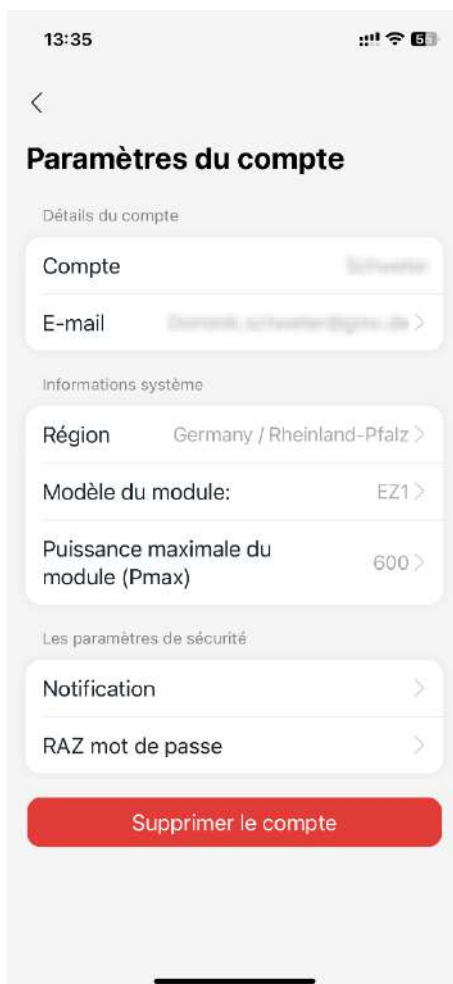 13:35
Paramètres du compte
Détails du compte
Compte
E-mail
Informations système
Région Germany / Rheinland-Pfalz
Modèle du module: EZ1
Puissance maximale du
module (Pmax) 600
Les paramètres de sécurité
Notification
RAZ mot de passe
Supprimer le compte